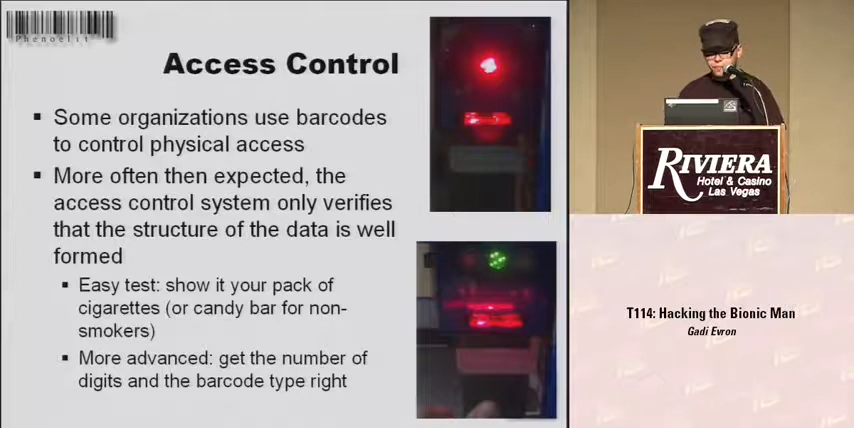 Phenoelit
Access Control
▪ Some organizations use barcodes
to control physical access
▪ More often then expected, the
access control system only verifies
that the structure of the data is well
formed
▪ Easy test: show it your pack of
cigarettes (or candy bar for non-
smokers)
▪ More advanced: get the number of
digits and the barcode type right
RIVIERA
Hotel & Casino
Las Vegas
T114: Hacking the Bionic Man
Gadi Evron